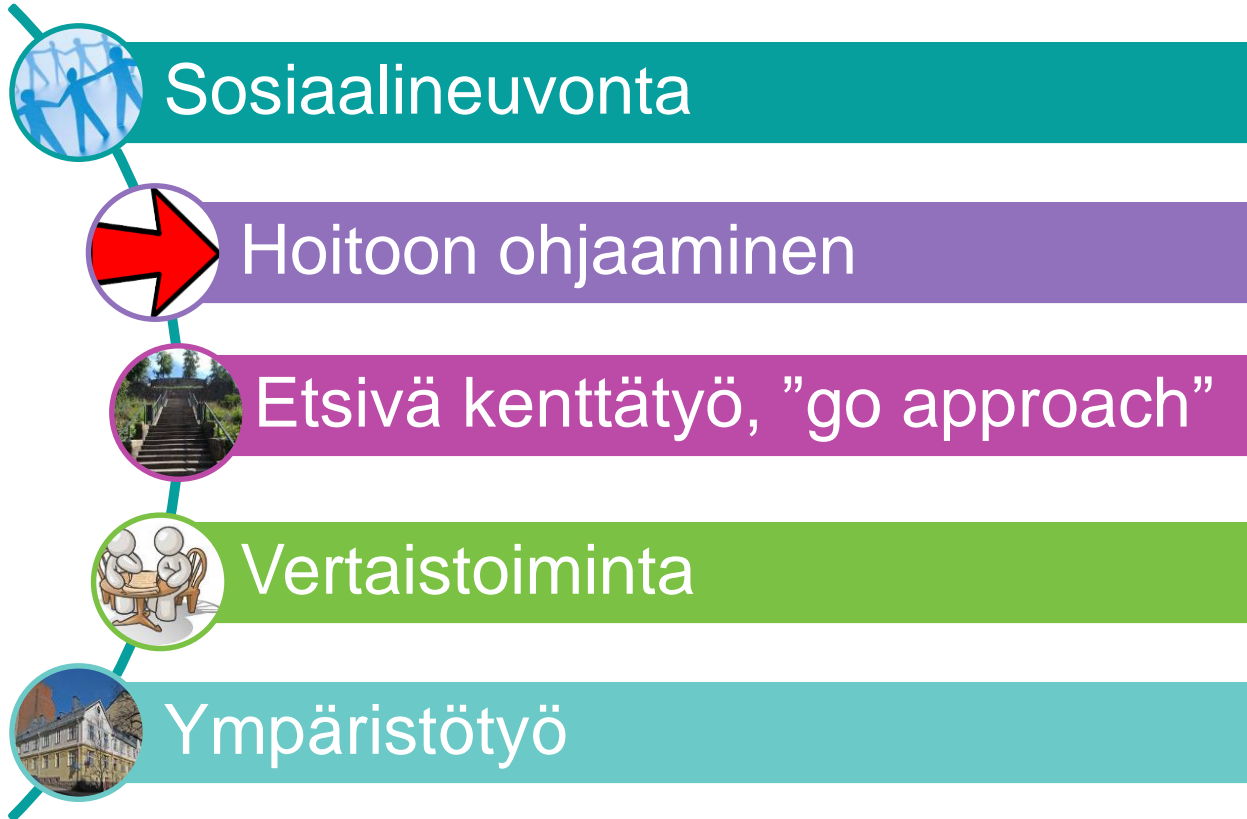 Sosiaalineuvonta
Hoitoon ohjaaminen
Etsivä kenttätyö, ”go approach”
Vertaistoiminta
Ympäristötyö